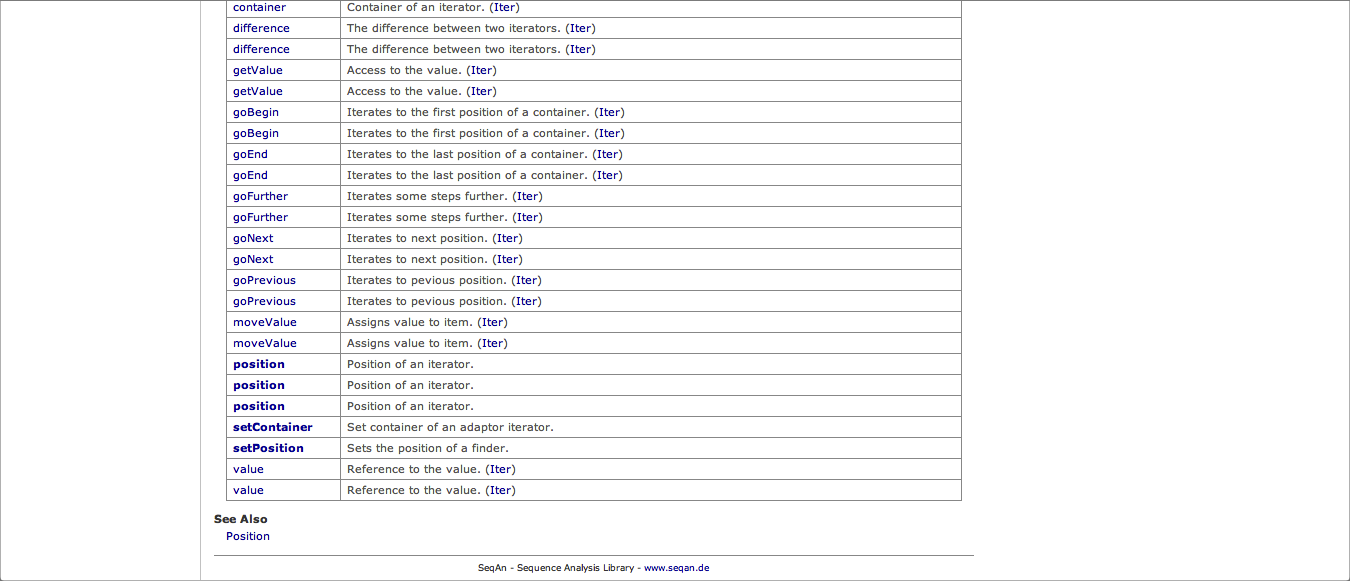 container Container of an iterator. (Iter)
difference The difference between two iterators. (Iter)
difference The difference between two iterators. (Iter)
getValue Access to the value. (Iter)
getValue Access to the value. (Iter)
goBegin Iterates to the first position of a container. (Iter)
goBegin Iterates to the first position of a container. (Iter)
goEnd Iterates to the last position of a container. (Iter)
goEnd Iterates to the last position of a container. (Iter)
goFurther Iterates some steps further. (Iter)
goFurther Iterates some steps further. (Iter)
goNext Iterates to next position. (Iter)
goNext Iterates to next position. (Iter)
goPrevious Iterates to pevious position. (Iter)
goPrevious Iterates to pevious position. (Iter)
moveValue Assigns value to item. (Iter)
moveValue Assigns value to item. (Iter)
position Position of an iterator.
position Position of an iterator.
position Position of an iterator.
setContainer Set container of an adaptor iterator.
setPosition Sets the position of a finder.
value Reference to the value. (Iter)
value Reference to the value. (Iter)
See Also
Position
SeqAn - Sequence Analysis Library - www.seqan.de